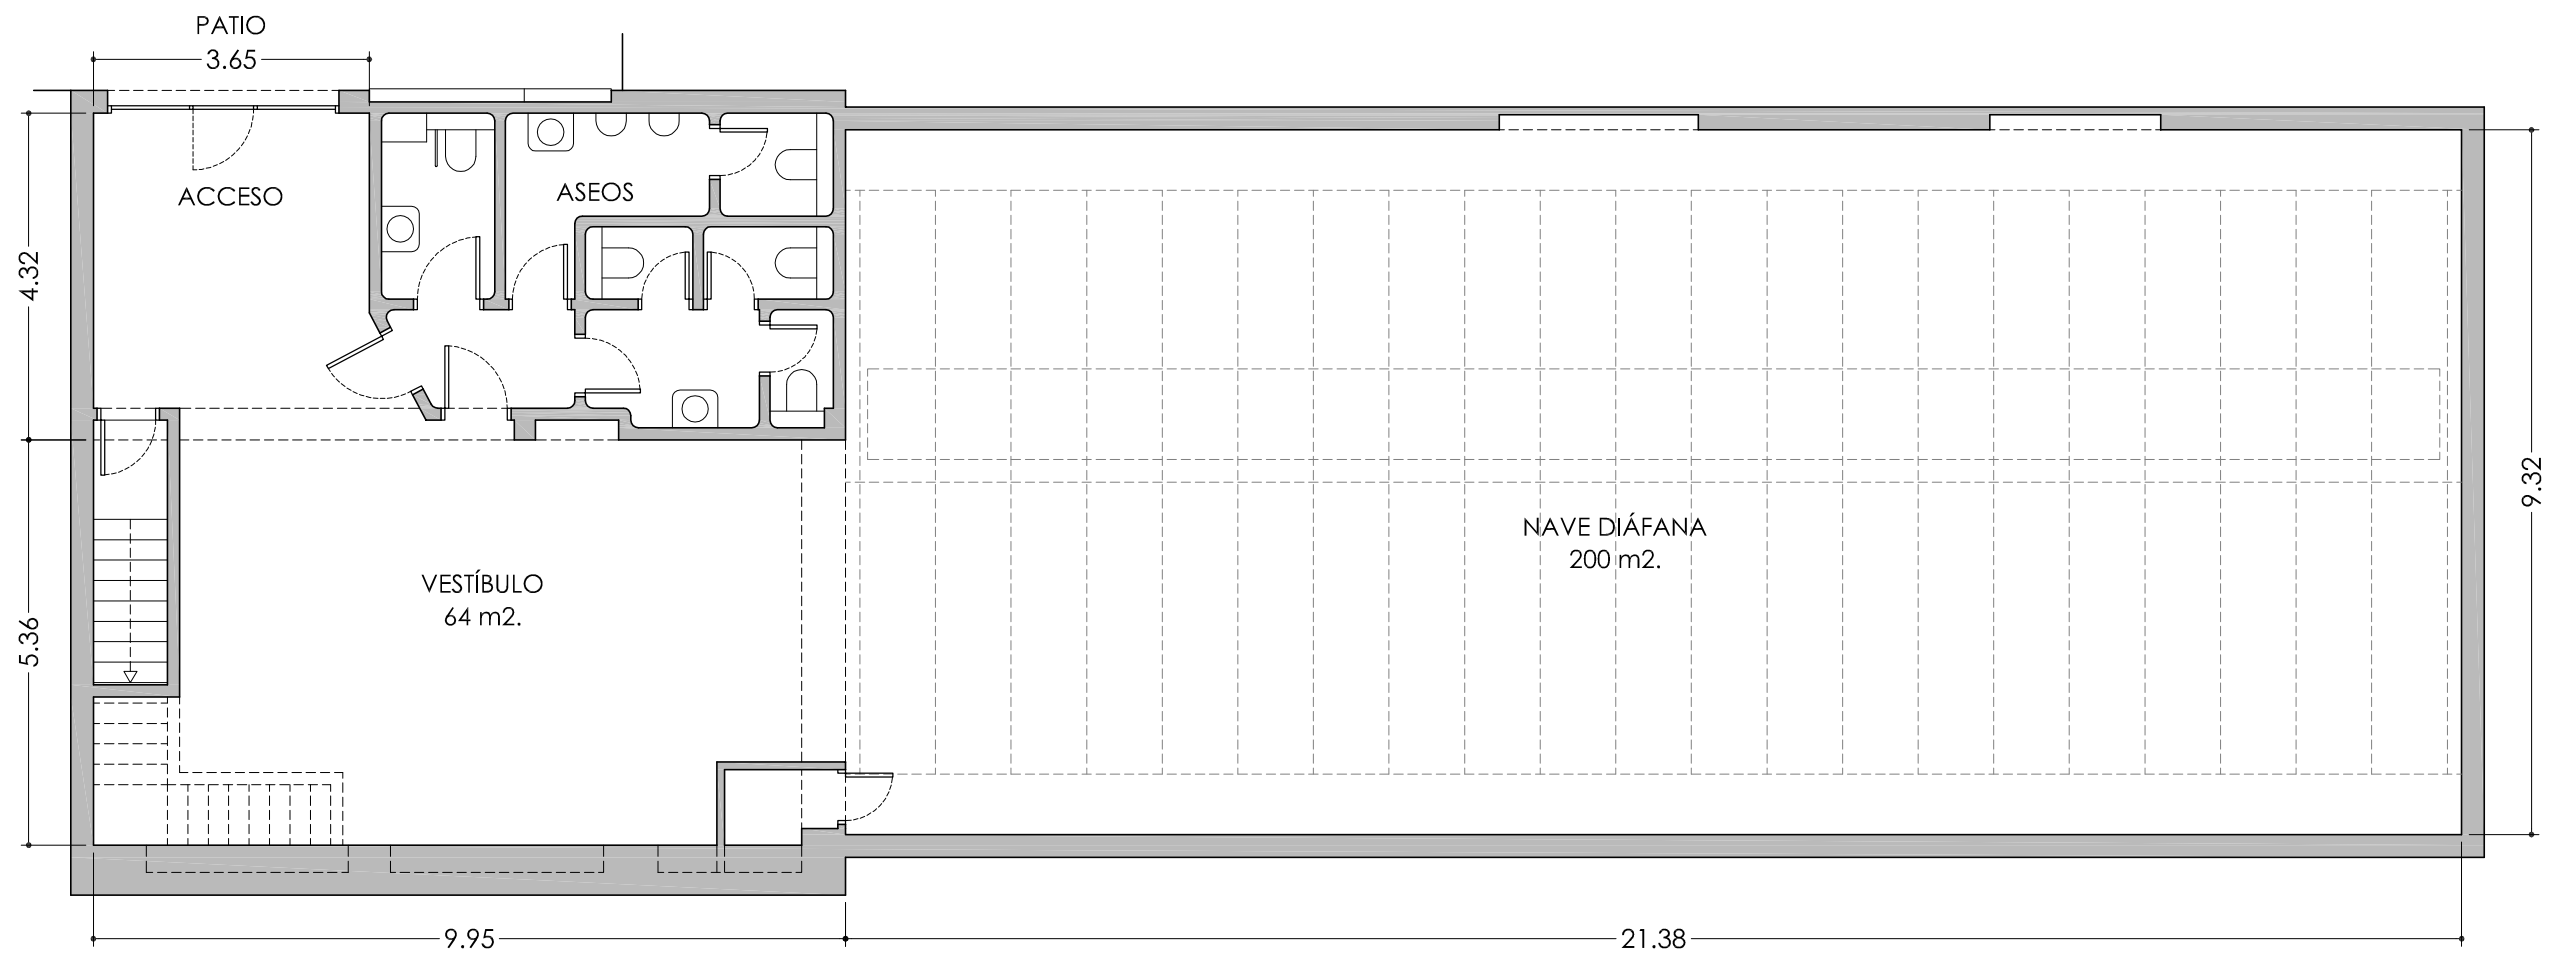 PATIO
3.65
ACCESO
ASEOS
4.32
9.32
NAVE DIÁFANA
200 m2.
VESTÍBULO
64 m2.
5.36
9.95
21.38